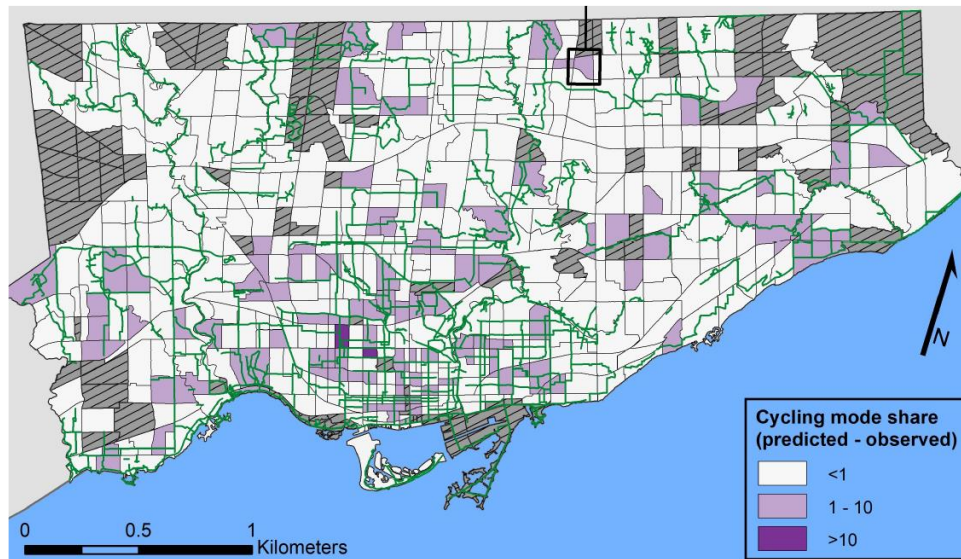 N
Cycling mode share
(predicted - observed)
<1
1 - 10
>10
0 0.5 1
Kilometers